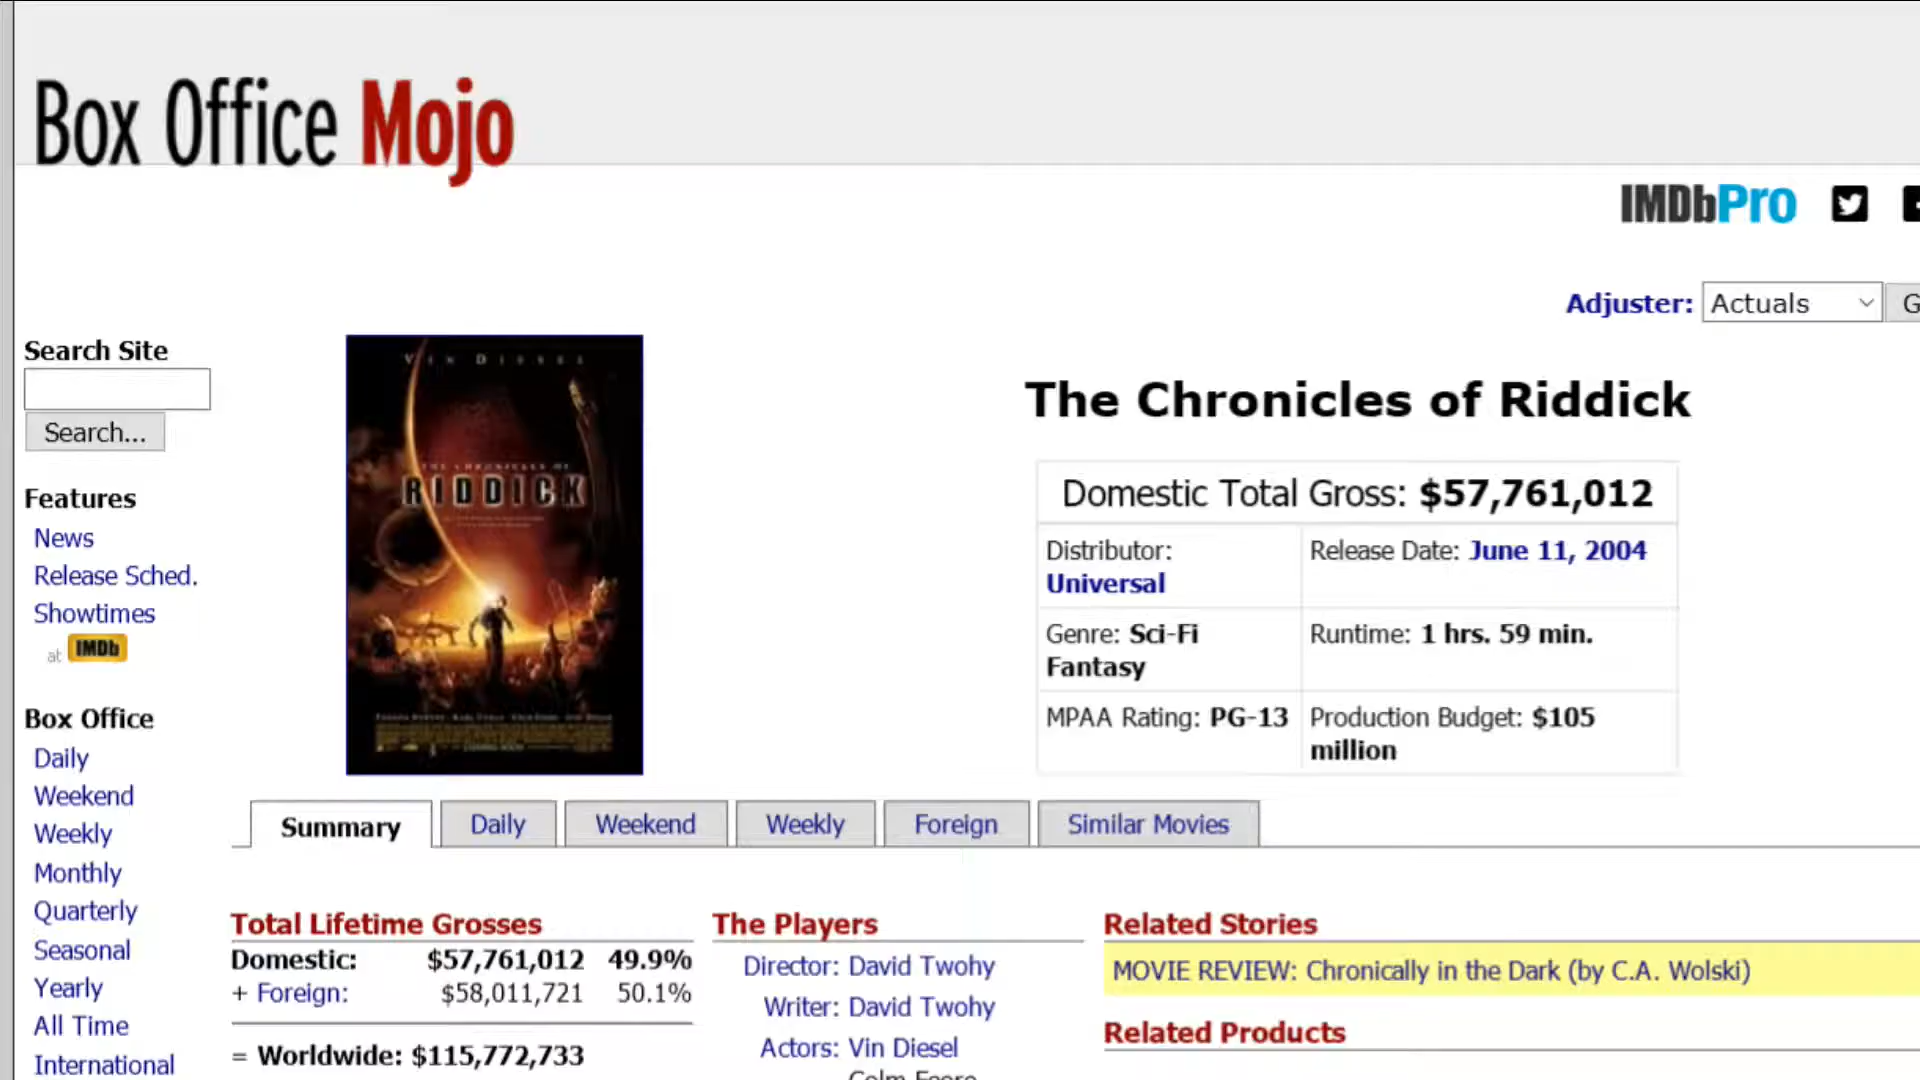 Box Office Mojo
IMDbPro
Adjuster: Actuals
Search Site
Search...
Features
News
Release Sched.
Showtimes
at IMDb
Box Office
Daily
Weekend
Weekly
Monthly
Quarterly
Seasonal
Yearly
All Time
International
VIN DIESEL
THE CHRONICLES OF
RIDDICK
The Chronicles of Riddick
Domestic Total Gross: $57,761,012
Distributor:
Universal
Release Date: June 11, 2004
Genre: Sci-Fi
Fantasy
Runtime: 1 hrs. 59 min.
MPAA Rating: PG-13
Production Budget: $105
million
Summary
Daily
Weekend
Weekly
Foreign
Similar Movies
Total Lifetime Grosses
Domestic: $57,761,012 49.9%
+ Foreign: $58,011,721 50.1%
= Worldwide: $115,772,733
The Players
Director: David Twohy
Writer: David Twohy
Actors: Vin Diesel
Related Stories
MOVIE REVIEW: Chronically in the Dark (by C.A. Wolski)
Related Products